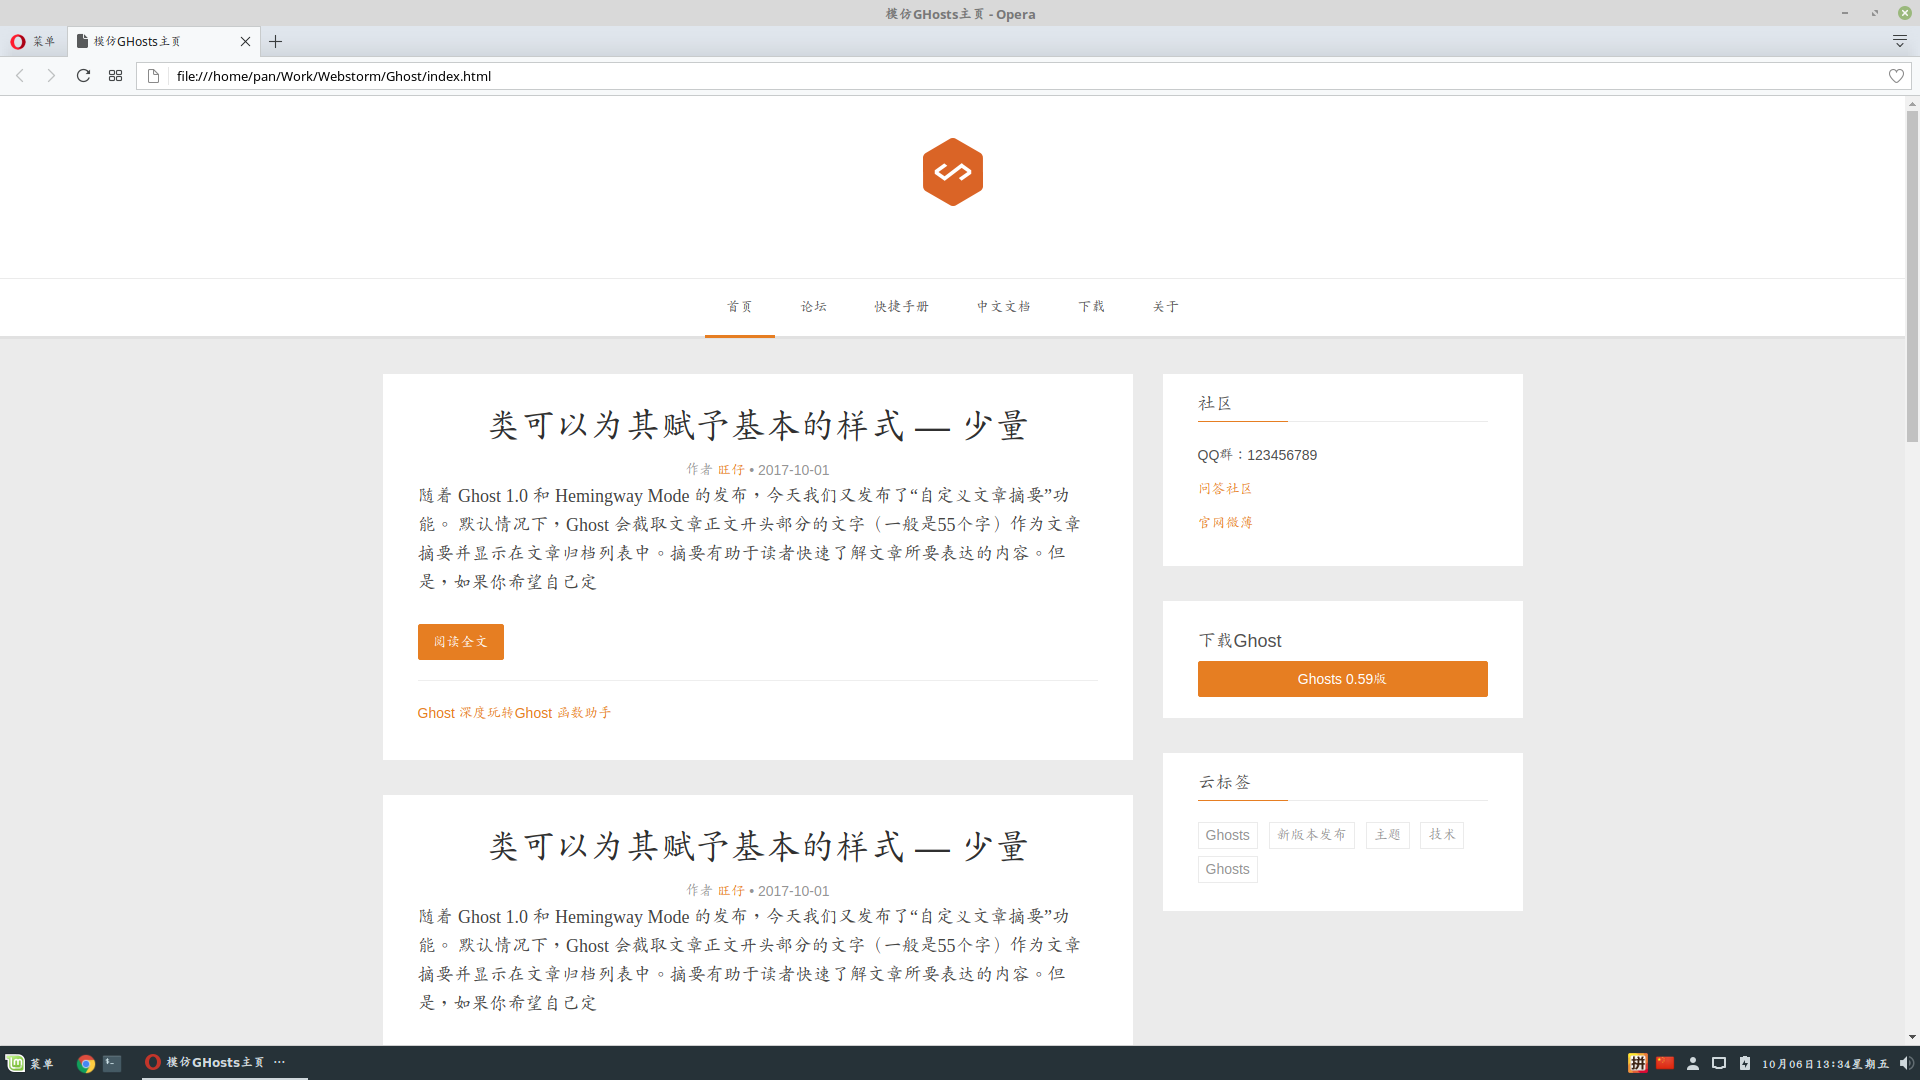 模仿GHosts主页 - Opera
菜单
模仿GHosts主页
file:///home/pan/Work/Webstorm/Ghost/index.html
首页 论坛 快捷手册 中文文档 下载 关于
类可以为其赋予基本的样式 — 少量
作者 旺仔 • 2017-10-01
随着 Ghost 1.0 和 Hemingway Mode 的发布，今天我们又发布了“自定义文章摘要”功
能。 默认情况下，Ghost 会截取文章正文开头部分的文字（一般是55个字）作为文章
摘要并显示在文章归档列表中。摘要有助于读者快速了解文章所要表达的内容。但
是，如果你希望自己定
阅读全文
Ghost 深度玩转Ghost 函数助手
类可以为其赋予基本的样式 — 少量
作者 旺仔 • 2017-10-01
随着 Ghost 1.0 和 Hemingway Mode 的发布，今天我们又发布了“自定义文章摘要”功
能。 默认情况下，Ghost 会截取文章正文开头部分的文字（一般是55个字）作为文章
摘要并显示在文章归档列表中。摘要有助于读者快速了解文章所要表达的内容。但
是，如果你希望自己定
社区
QQ群：123456789
问答社区
官网微薄
下载Ghost
Ghosts 0.59版
云标签
Ghosts 新版本发布 主题 技术
Ghosts
菜单
模仿GHosts主页 ···
拼
10月06日13:34星期五